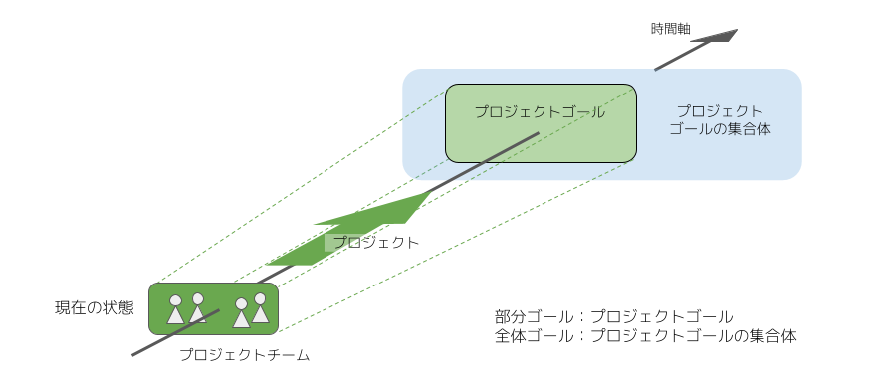 時間軸
プロジェクトゴール
プロジェクト
ゴールの集合体
プロジェクト
現在の状態
プロジェクトチーム
部分ゴール：プロジェクトゴール
全体ゴール：プロジェクトゴールの集合体